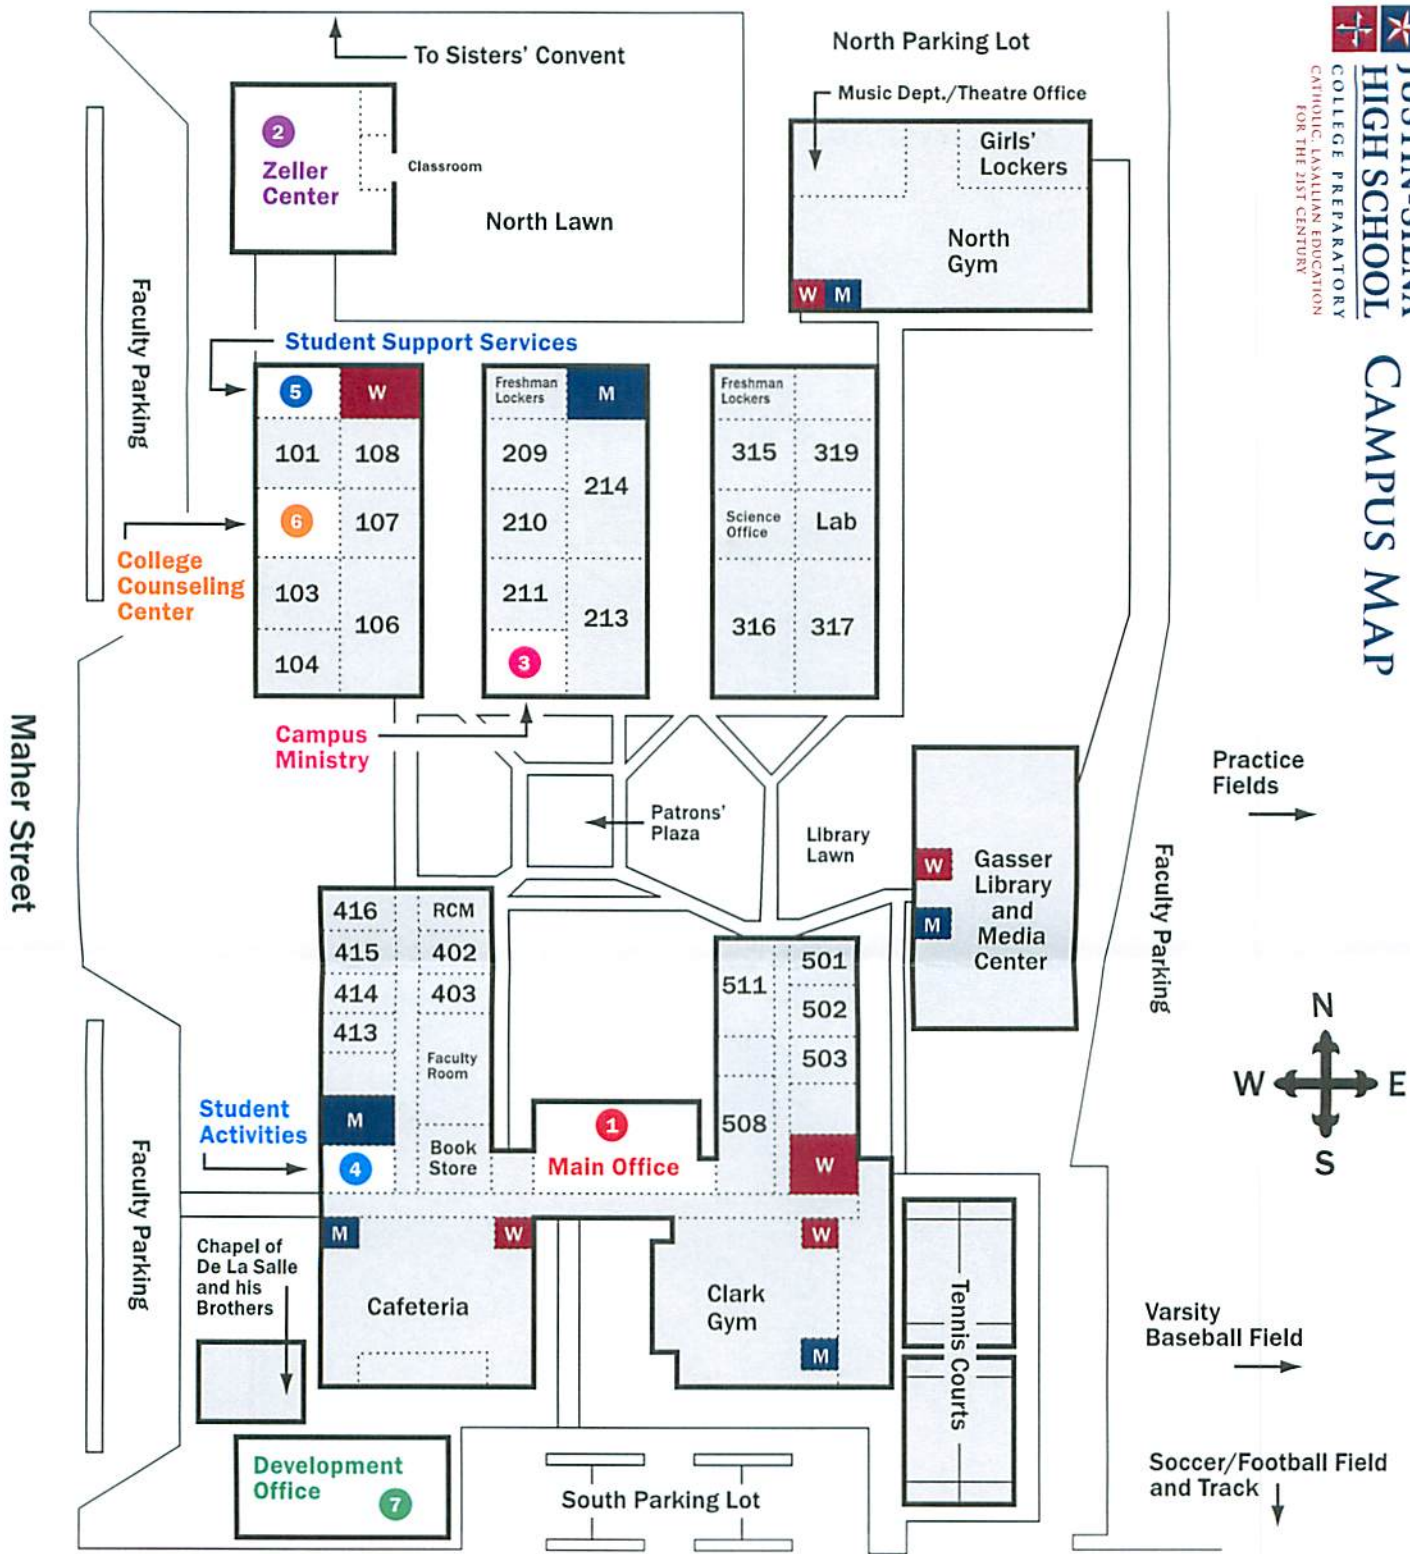 To Sisters' Convent
North Parking Lot
Music Dept./Theatre Office
2
Zeller
Center
Classroom
North Lawn
Girls'
Lockers
North
Gym
W
M
HIGH SCHOOL
COLLEGE PREPARATORY
CATHOLIC, LASALLIAN EDUCATION
FOR THE 21ST CENTURY
CAMPUS MAP
Faculty Parking
Student Support Services
5
W
101
108
6
107
103
106
104
College
Counseling
Center
Freshman
Lockers
M
209
214
210
211
213
3
Freshman
Lockers
315
319
Science
Office
Lab
316
317
Campus
Ministry
Maher Street
Patrons'
Plaza
Library
Lawn
W
M
Gasser
Library
and
Media
Center
Practice
Fields
Faculty Parking
416
RCM
415
402
414
403
413
Faculty
Room
M
4
Book
Store
Student
Activities
1
Main Office
511
501
502
503
508
W
N
W
E
S
Faculty Parking
M
W
Cafeteria
Chapel of
De La Salle
and his
Brothers
W
Clark
Gym
M
Tennis Courts
Varsity
Baseball Field
Soccer/Football Field
and Track
Development
Office
7
South Parking Lot